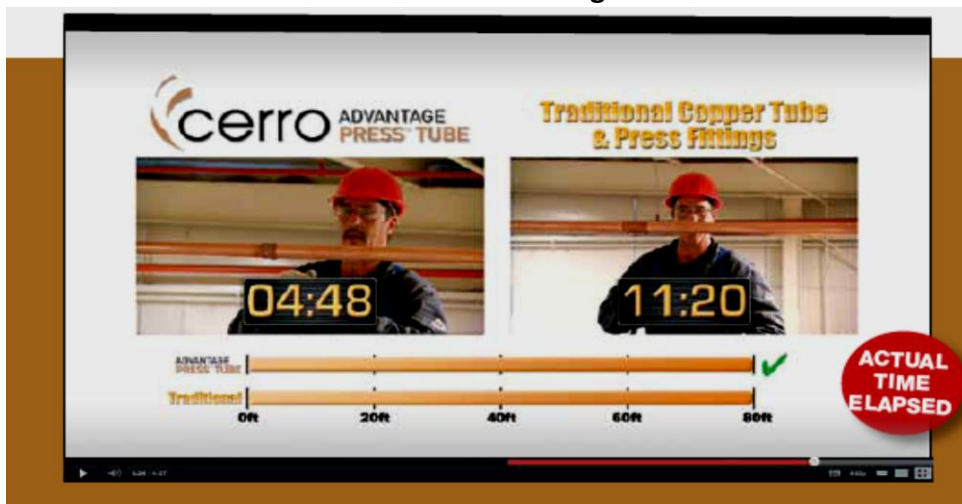 g
cerro ADVANTAGE
PRESS™ TUBE
Traditional Copper Tube
& Press Fittings
04:48
11:20
ADVANTAGE
PRESS TUBE
Traditional
0ft 20ft 40ft 60ft 80ft
ACTUAL
TIME
ELAPSED